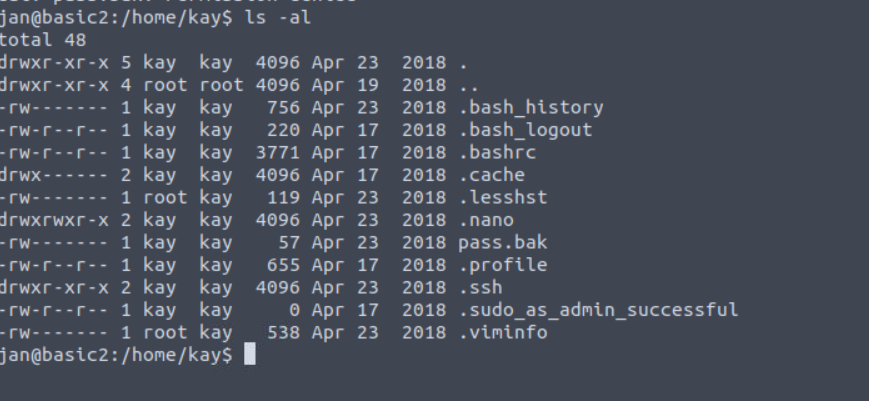 jan@basic2:/home/kay$ ls -al
total 48
drwxr-xr-x 5 kay  kay  4096 Apr 23  2018 .
drwxr-xr-x 4 root root 4096 Apr 19  2018 ..
-rw------- 1 kay  kay   756 Apr 23  2018 .bash_history
-rw-r--r-- 1 kay  kay   220 Apr 17  2018 .bash_logout
-rw-r--r-- 1 kay  kay  3771 Apr 17  2018 .bashrc
drwx------ 2 kay  kay  4096 Apr 17  2018 .cache
-rw------- 1 root kay   119 Apr 23  2018 .lesshst
drwxrwxr-x 2 kay  kay  4096 Apr 23  2018 .nano
-rw------- 1 kay  kay    57 Apr 23  2018 pass.bak
-rw-r--r-- 1 kay  kay   655 Apr 17  2018 .profile
drwxr-xr-x 2 kay  kay  4096 Apr 23  2018 .ssh
-rw-r--r-- 1 kay  kay     0 Apr 17  2018 .sudo_as_admin_successful
-rw------- 1 root kay   538 Apr 23  2018 .viminfo
jan@basic2:/home/kay$